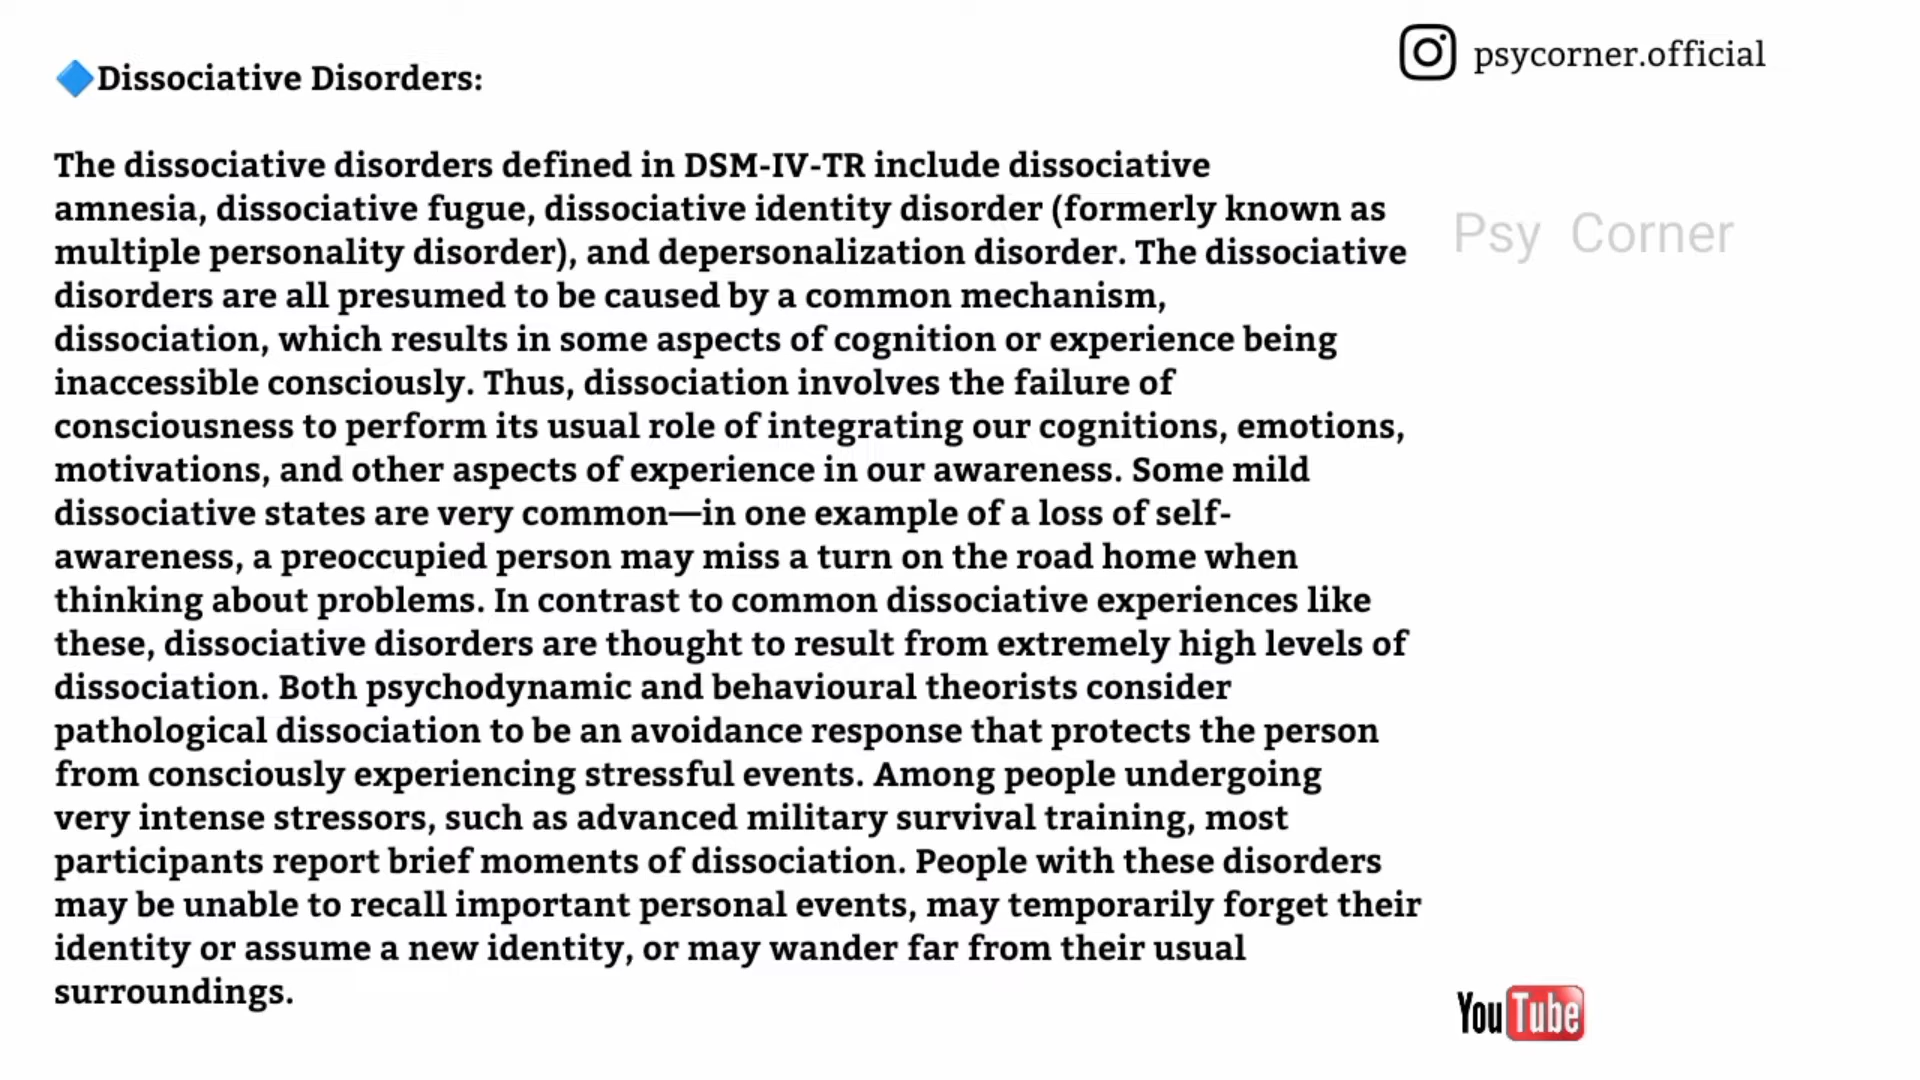 🔷Dissociative Disorders:
psycorner.official
The dissociative disorders defined in DSM-IV-TR include dissociative
amnesia, dissociative fugue, dissociative identity disorder (formerly known as
multiple personality disorder), and depersonalization disorder. The dissociative
disorders are all presumed to be caused by a common mechanism,
dissociation, which results in some aspects of cognition or experience being
inaccessible consciously. Thus, dissociation involves the failure of
consciousness to perform its usual role of integrating our cognitions, emotions,
motivations, and other aspects of experience in our awareness. Some mild
dissociative states are very common—in one example of a loss of self-
awareness, a preoccupied person may miss a turn on the road home when
thinking about problems. In contrast to common dissociative experiences like
these, dissociative disorders are thought to result from extremely high levels of
dissociation. Both psychodynamic and behavioural theorists consider
pathological dissociation to be an avoidance response that protects the person
from consciously experiencing stressful events. Among people undergoing
very intense stressors, such as advanced military survival training, most
participants report brief moments of dissociation. People with these disorders
may be unable to recall important personal events, may temporarily forget their
identity or assume a new identity, or may wander far from their usual
surroundings.
Psy Corner
YouTube